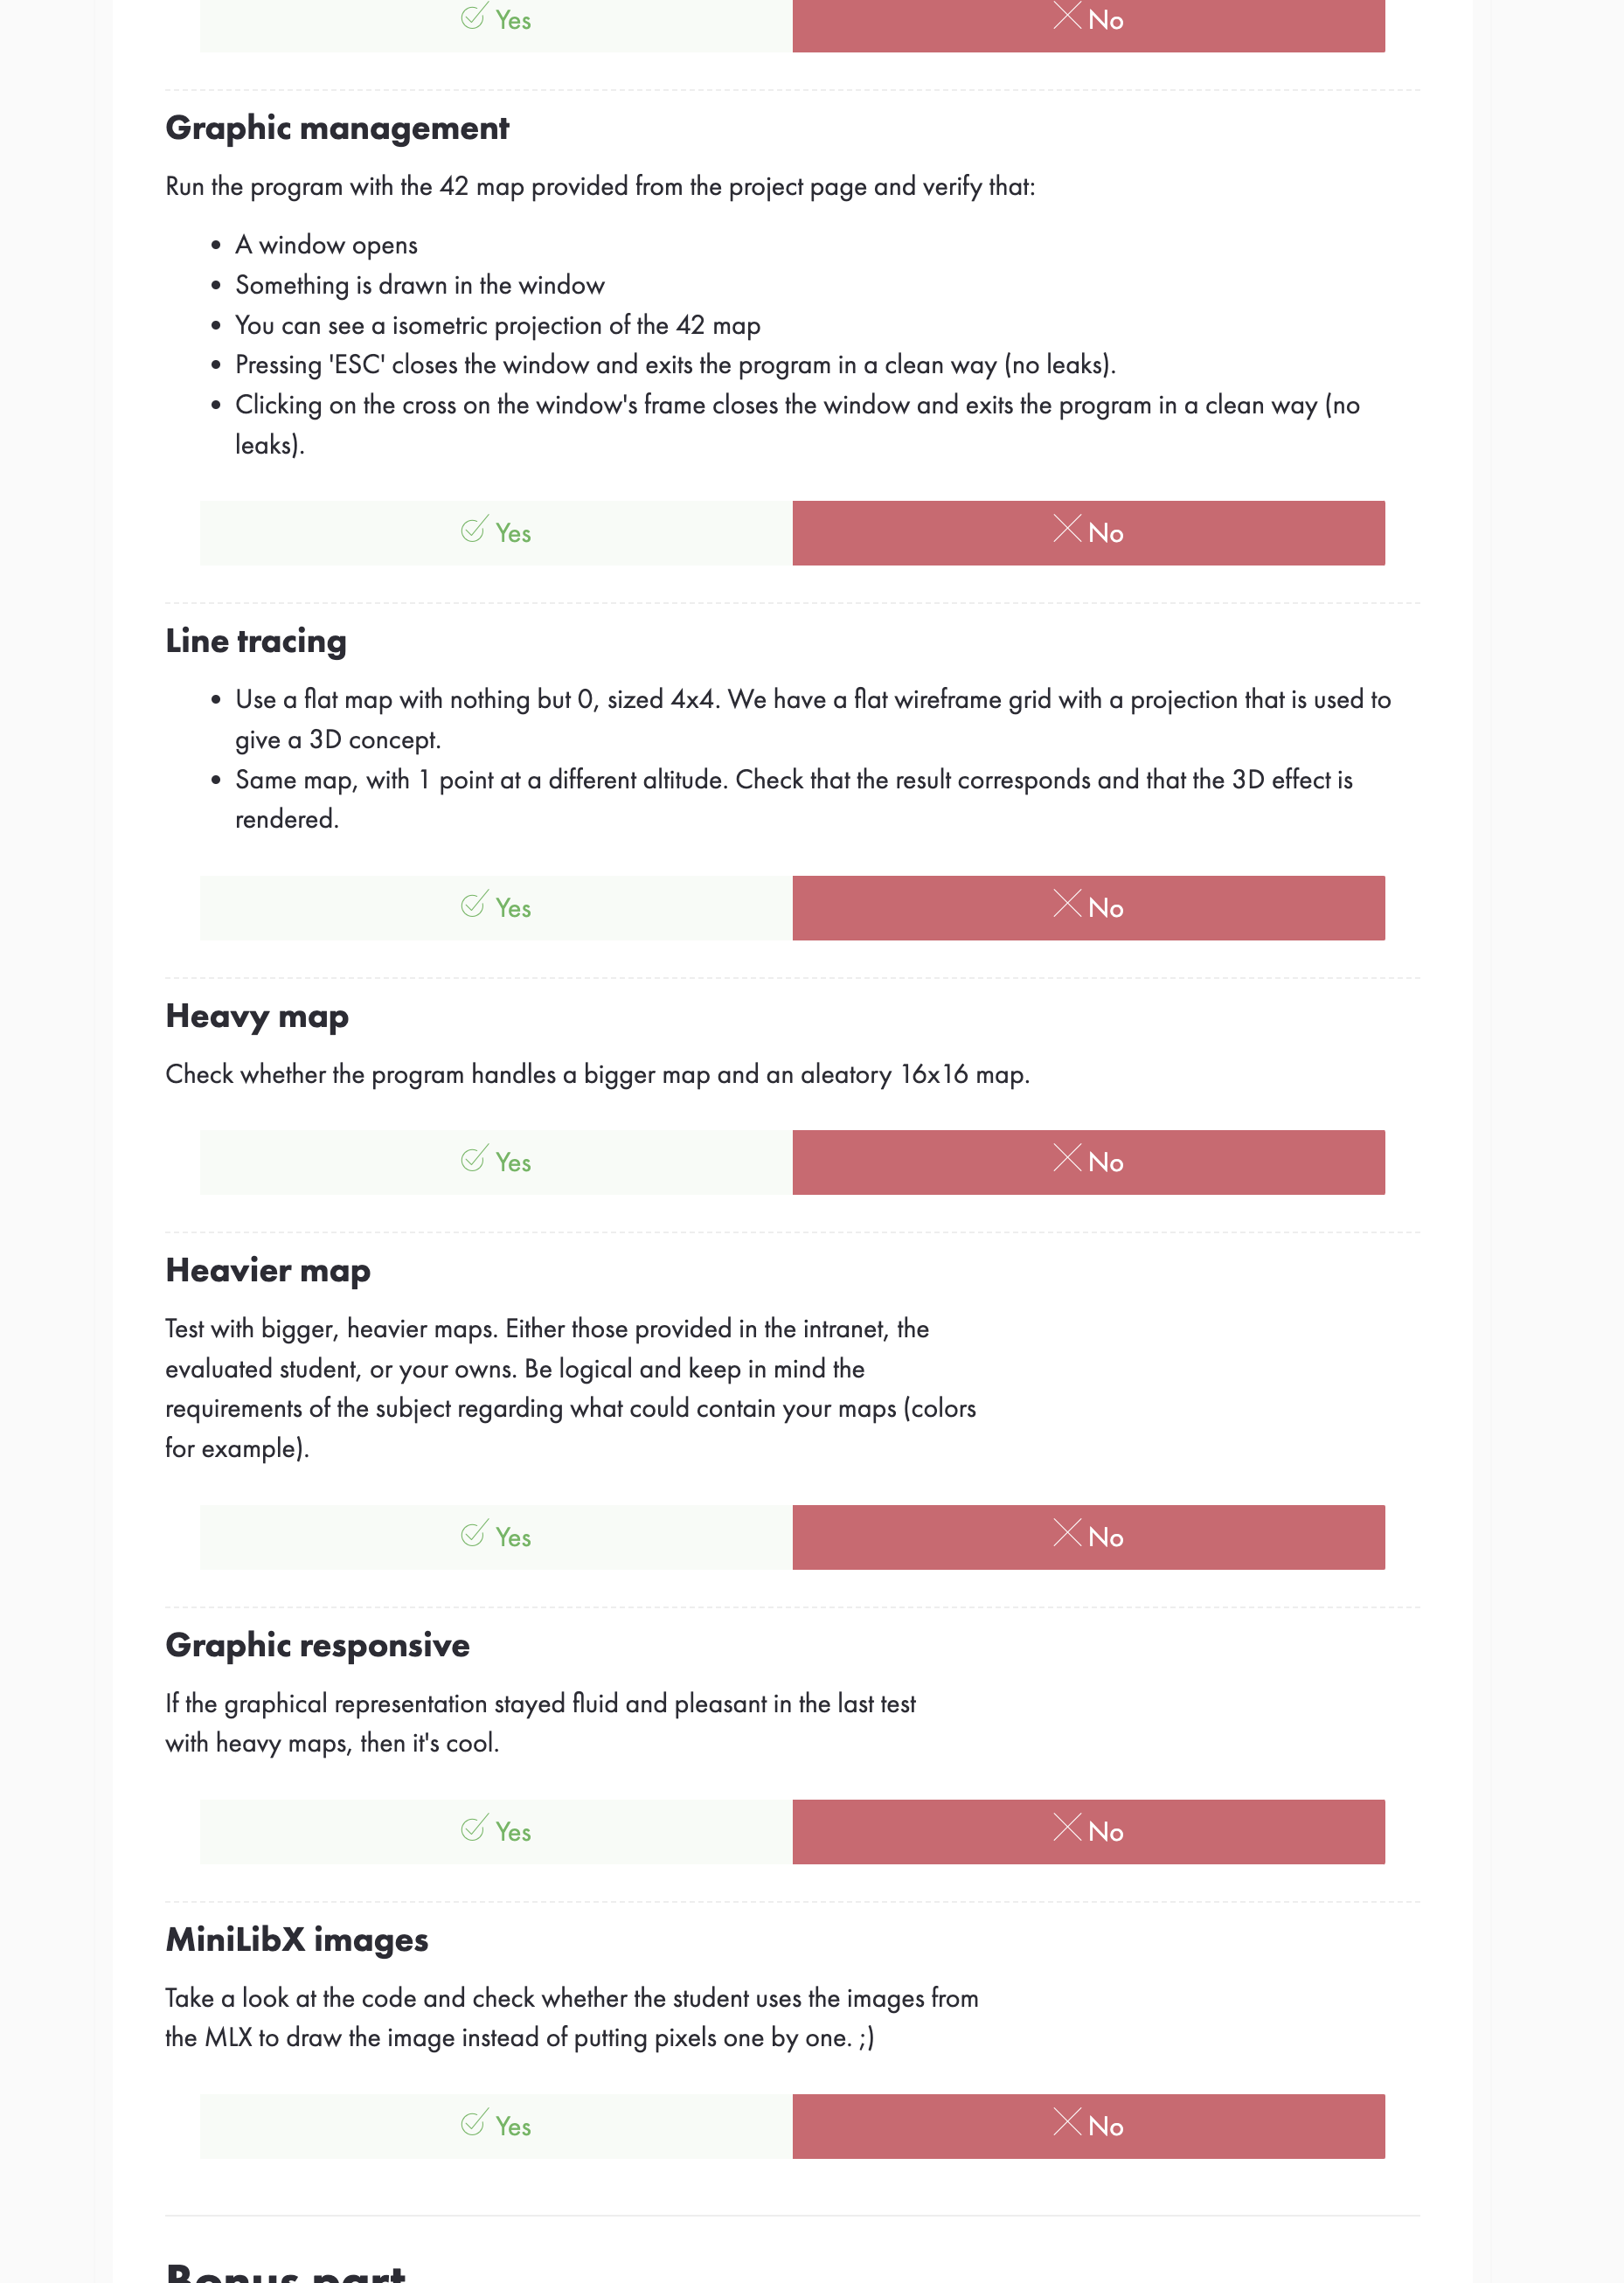 Yes
No
Graphic management
Run the program with the 42 map provided from the project page and verify that:
• A window opens
• Something is drawn in the window
• You can see a isometric projection of the 42 map
• Pressing 'ESC' closes the window and exits the program in a clean way (no leaks).
• Clicking on the cross on the window's frame closes the window and exits the program in a clean way (no
leaks).
Yes
No
Line tracing
• Use a flat map with nothing but 0, sized 4x4. We have a flat wireframe grid with a projection that is used to
give a 3D concept.
• Same map, with 1 point at a different altitude. Check that the result corresponds and that the 3D effect is
rendered.
Yes
No
Heavy map
Check whether the program handles a bigger map and an aleatory 16x16 map.
Yes
No
Heavier map
Test with bigger, heavier maps. Either those provided in the intranet, the
evaluated student, or your owns. Be logical and keep in mind the
requirements of the subject regarding what could contain your maps (colors
for example).
Yes
No
Graphic responsive
If the graphical representation stayed fluid and pleasant in the last test
with heavy maps, then it's cool.
Yes
No
MiniLibX images
Take a look at the code and check whether the student uses the images from
the MLX to draw the image instead of putting pixels one by one. ;)
Yes
No
Bonus part